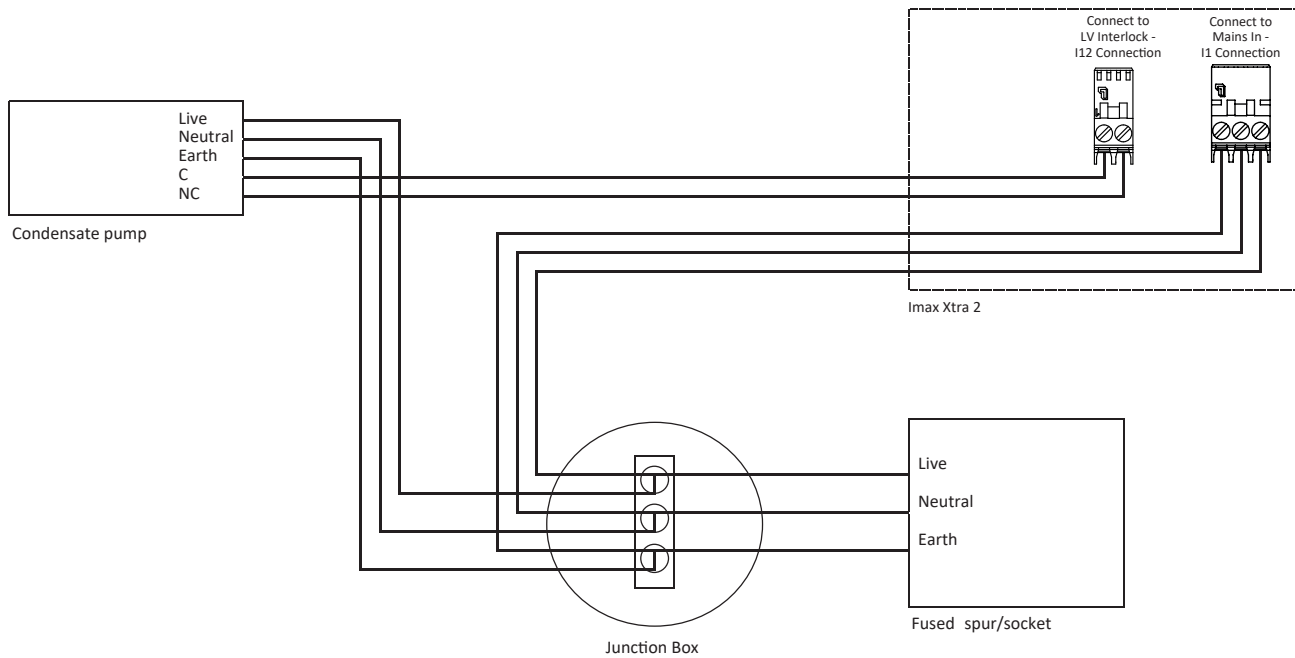 Connect to
LV Interlock -
I12 Connection
Connect to
Mains In -
I1 Connection
Live
Neutral
Earth
C
NC
Condensate pump
Imax Xtra 2
Live
Neutral
Earth
Fused spur/socket
Junction Box